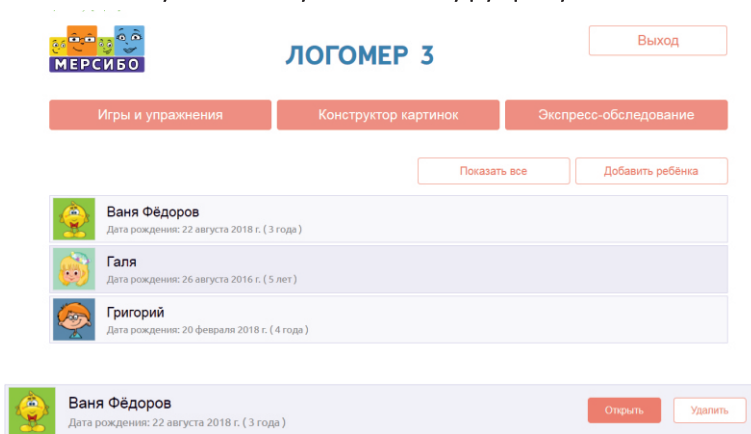 МЕРСИБО
ЛОГОМЕР 3
Выход
Игры и упражнения
Конструктор картинок
Экспресс-обследование
Показать все
Добавить ребёнка
Ваня Фёдоров
Дата рождения: 22 августа 2018 г. ( 3 года )
Галя
Дата рождения: 26 августа 2016 г. ( 5 лет )
Григорий
Дата рождения: 20 февраля 2018 г. ( 4 года )
Ваня Фёдоров
Дата рождения: 22 августа 2018 г. ( 3 года )
Открыть
Удалить